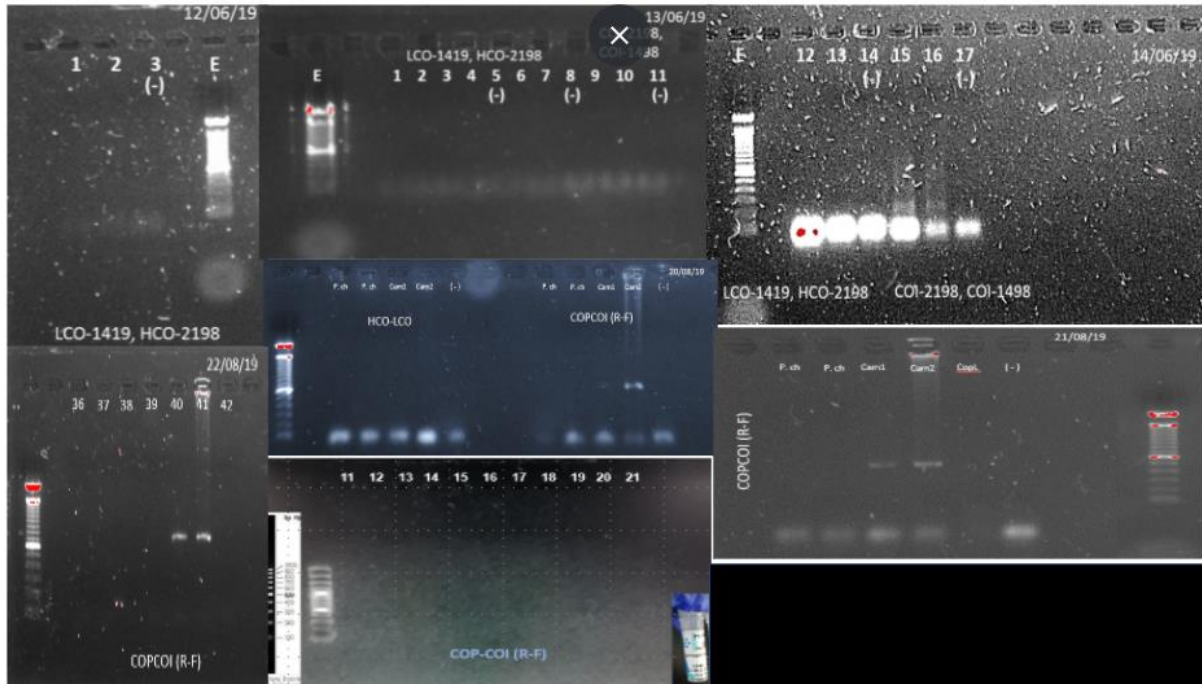 12/06/19
1 2 3 E
(-)
LCO-1419, HCO-2198
13/06/19
LCO-1419, HCO-2198
E 1 2 3 4 5 6 7 8 9 10 11
(-) (-) (-)
14/06/19
E 12 13 14 15 16 17
(-) (-)
LCO-1419, HCO-2198 COI-2198, COI-1498
20/08/19
P.ch P.ch Cam1 Cam2 (-) P.ch P.ch Cam1 Cam2 (-)
HCO-LCO COPCOI (R-F)
21/08/19
P.ch P.ch Cam1 Cam2 Cop1 (-)
COPCOI (R-F)
22/08/19
36 37 38 39 40 41 42
COPCOI (R-F)
11 12 13 14 15 16 17 18 19 20 21
COP-COI (R-F)